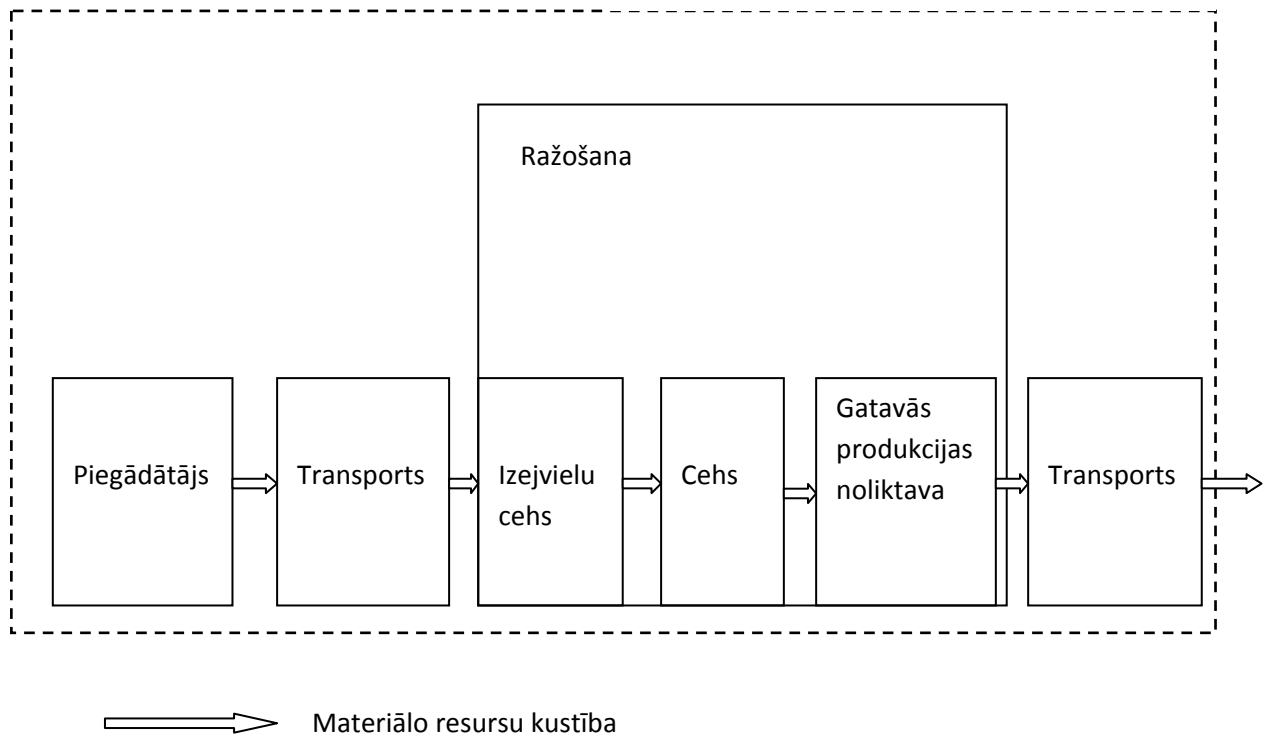 Ražošana
Piegādātājs
Transports
Izejvielu
cehs
Cehs
Gatavās
produkcijas
noliktava
Transports
Materiālo resursu kustība